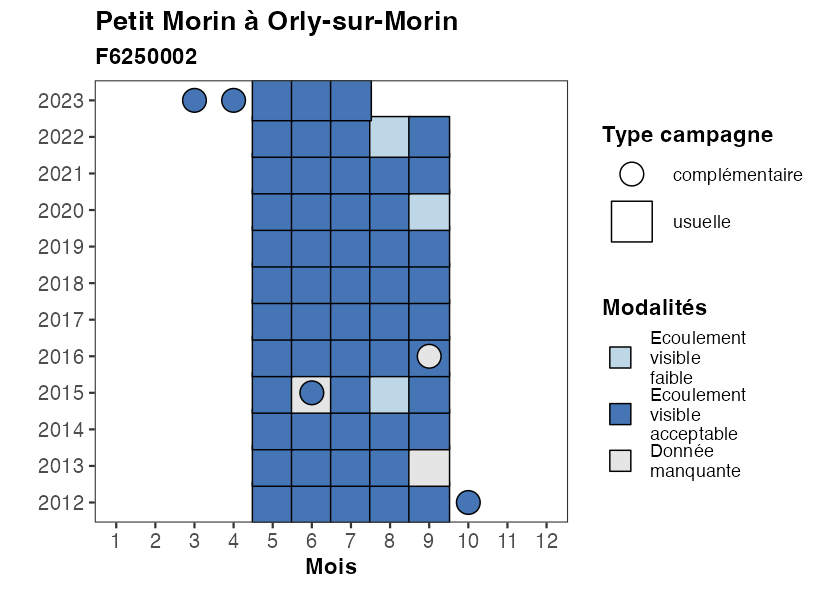 Petit Morin à Orly-sur-Morin
F6250002
2023
2022
2021
2020
2019
2018
2017
2016
2015
2014
2013
2012
1 2 3 4 5 6 7 8 9 10 11 12
Mois
Type campagne
complémentaire
usuelle
Modalités
Ecoulement
visible
faible
Ecoulement
visible
acceptable
Donnée
manquante